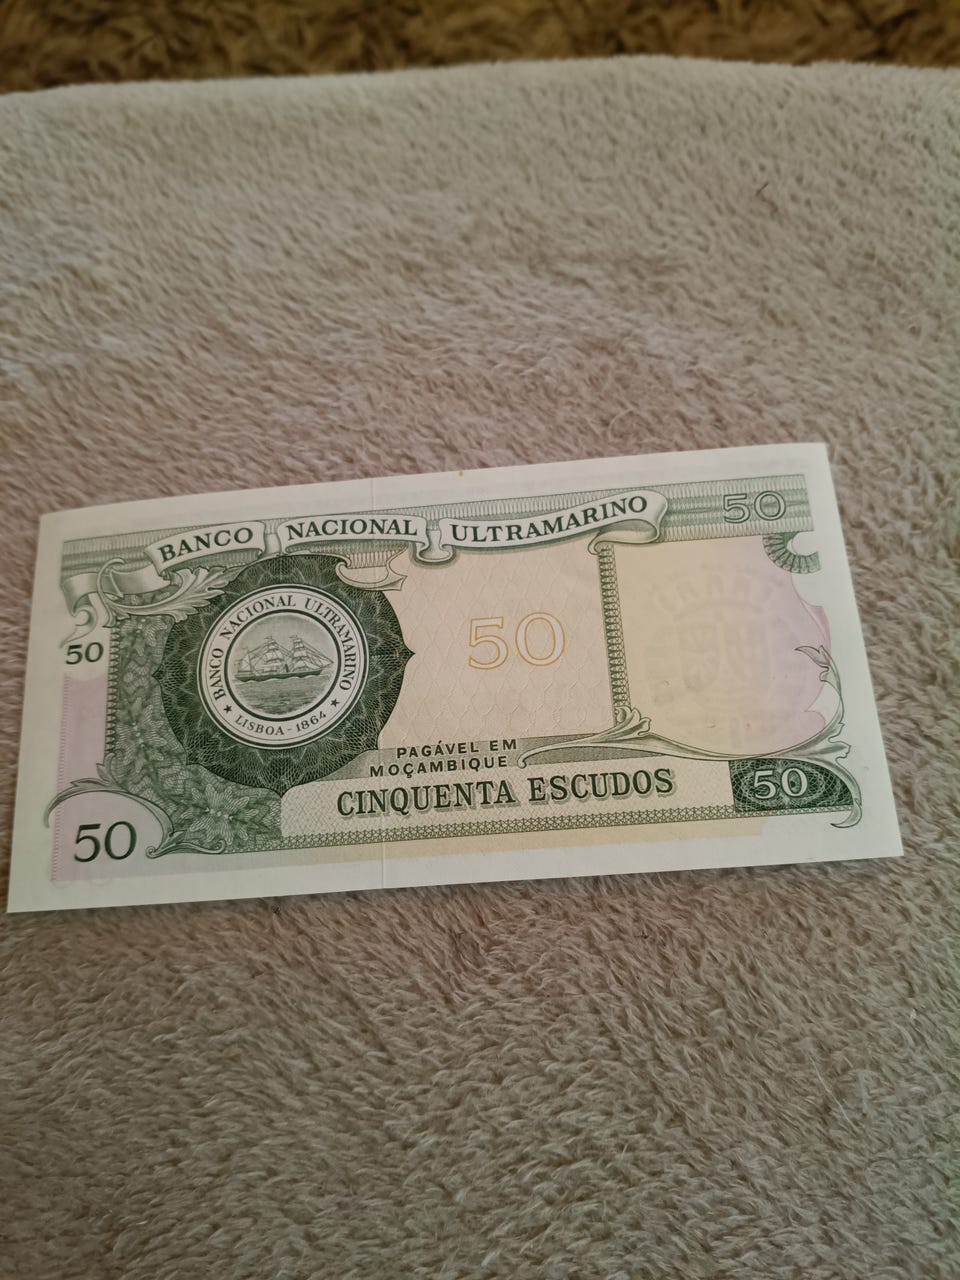 BANCO NACIONAL ULTRAMARINO
50
50
BANCO NACIONAL ULTRAMARINO
LISBOA - 1864
50
PAGÁVEL EM
MOÇAMBIQUE
CINQUENTA ESCUDOS
50
50